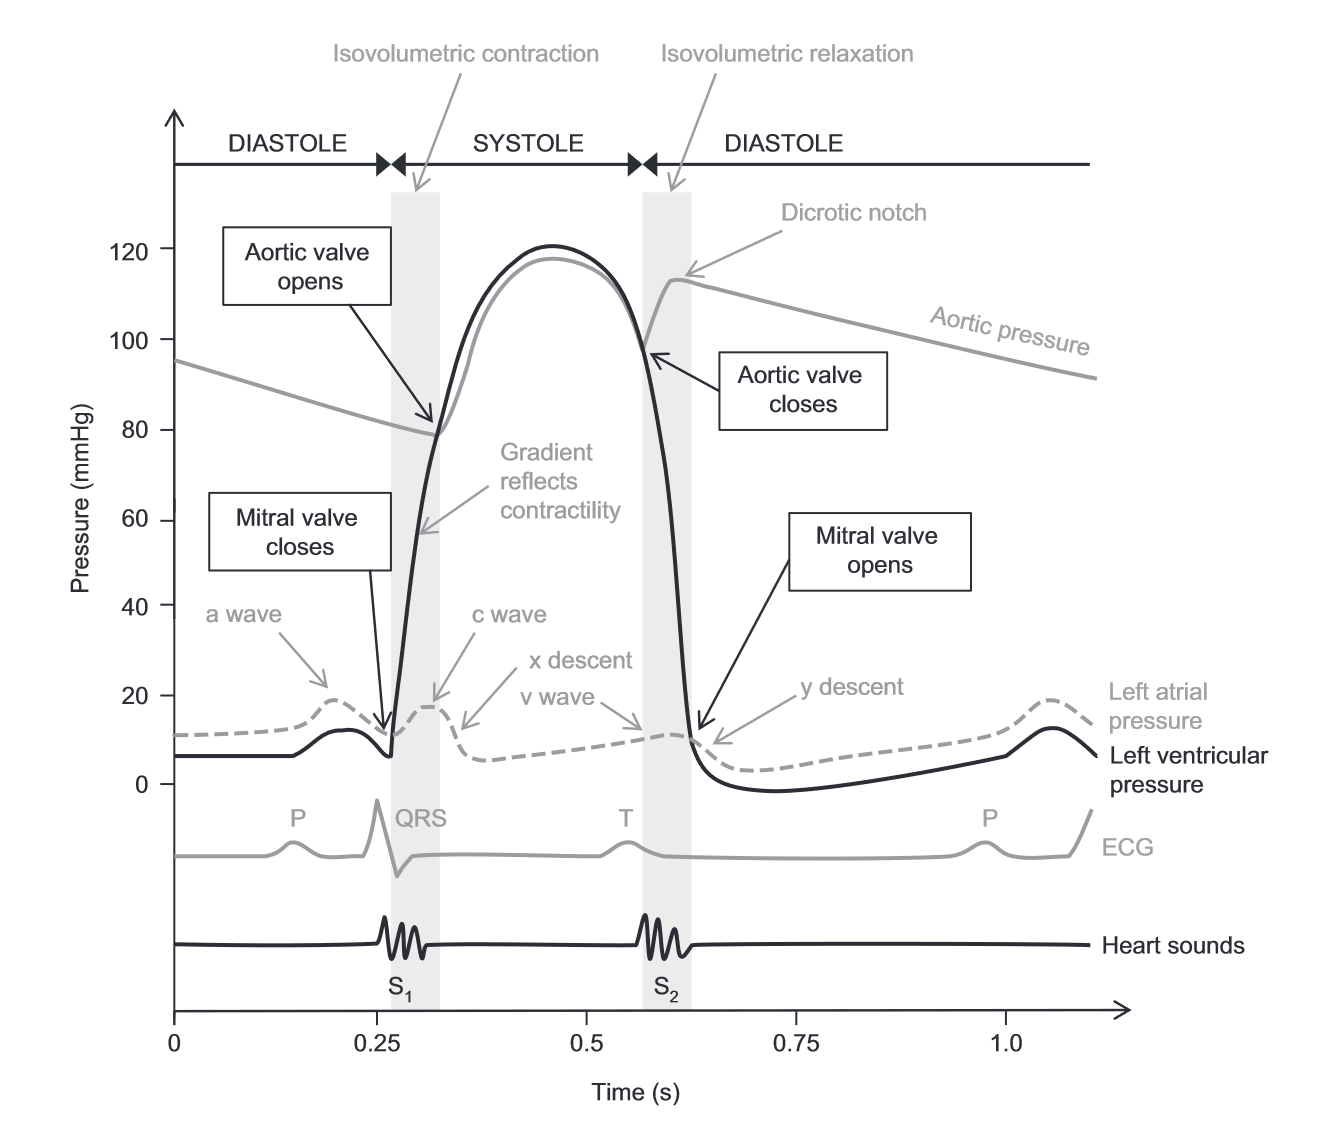 Isovolumetric contraction
Isovolumetric relaxation
DIASTOLE
SYSTOLE
DIASTOLE
Dicrotic notch
Aortic valve
opens
Aortic pressure
Aortic valve
closes
Gradient
reflects
contractility
Mitral valve
closes
Mitral valve
opens
a wave
c wave
x descent
v wave
y descent
Left atrial
pressure
Left ventricular
pressure
Pressure (mmHg)
120
100
80
60
40
20
0
P
QRS
T
P
ECG
Heart sounds
S1
S2
0
0.25
0.5
0.75
1.0
Time (s)